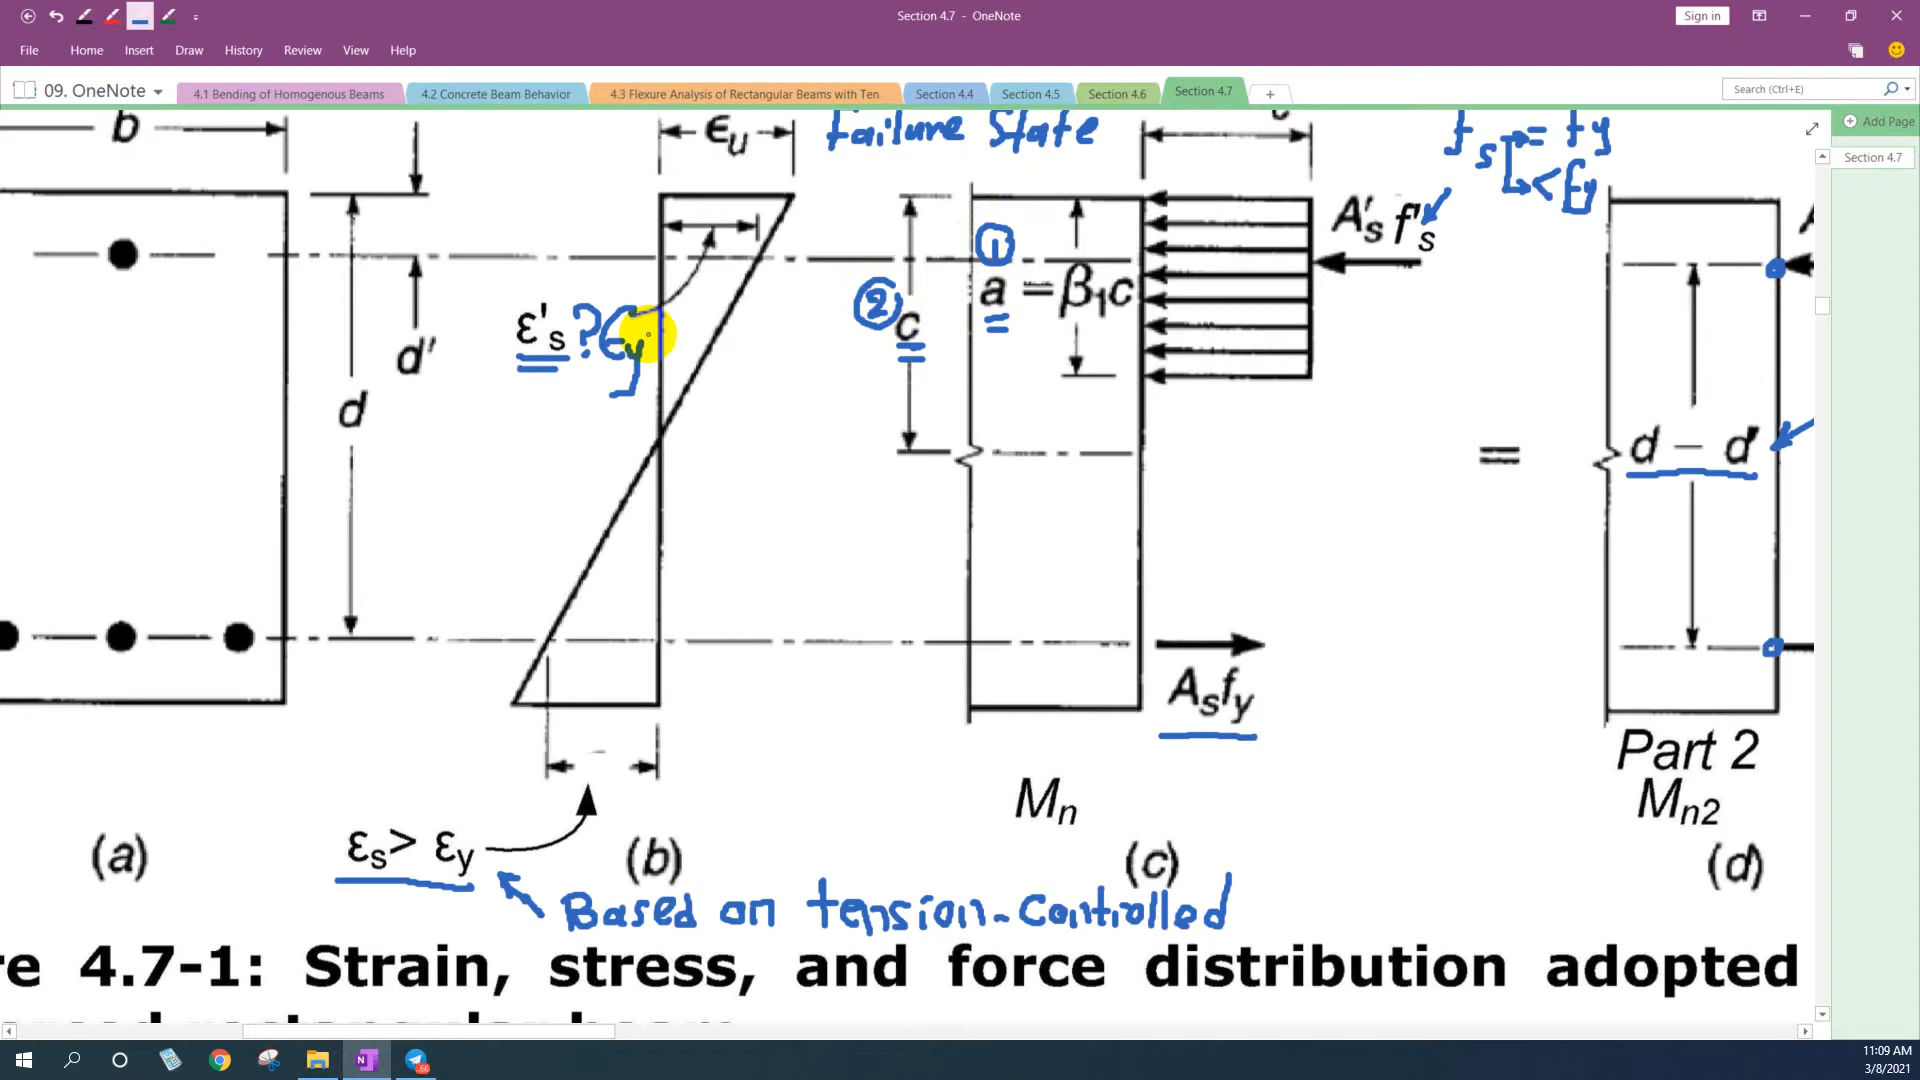 Section 4.7 - OneNote
Sign in
File Home Insert Draw History Review View Help
09. OneNote
4.1 Bending of Homogenous Beams
4.2 Concrete Beam Behavior
4.3 Flexure Analysis of Rectangular Beams with Ten
Section 4.4
Section 4.5
Section 4.6
Section 4.7
Search (Ctrl+E)
Add Page
Section 4.7
b
ϵu
Failure State
fs = fy
< fy
A's f's
①
a = β1c
②
c
ε's ? ϵy
d'
d
=
d - d'
Asfy
Part 2
Mn
Mn2
εs > εy
(a)
(b)
(c)
(d)
Based on tension-controlled
re 4.7-1: Strain, stress, and force distribution adopted
66
11:09 AM
3/8/2021